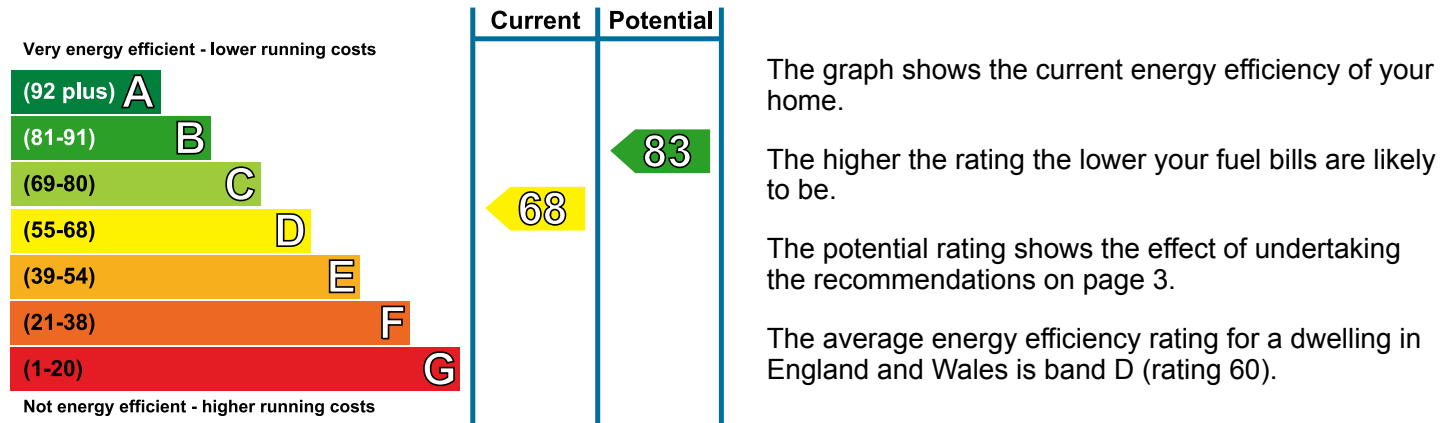 Current Potential
Very energy efficient - lower running costs
(92 plus) A
(81-91) B
83
(69-80) C
68
(55-68) D
(39-54) E
(21-38) F
(1-20) G
Not energy efficient - higher running costs
The graph shows the current energy efficiency of your
home.
The higher the rating the lower your fuel bills are likely
to be.
The potential rating shows the effect of undertaking
the recommendations on page 3.
The average energy efficiency rating for a dwelling in
England and Wales is band D (rating 60).